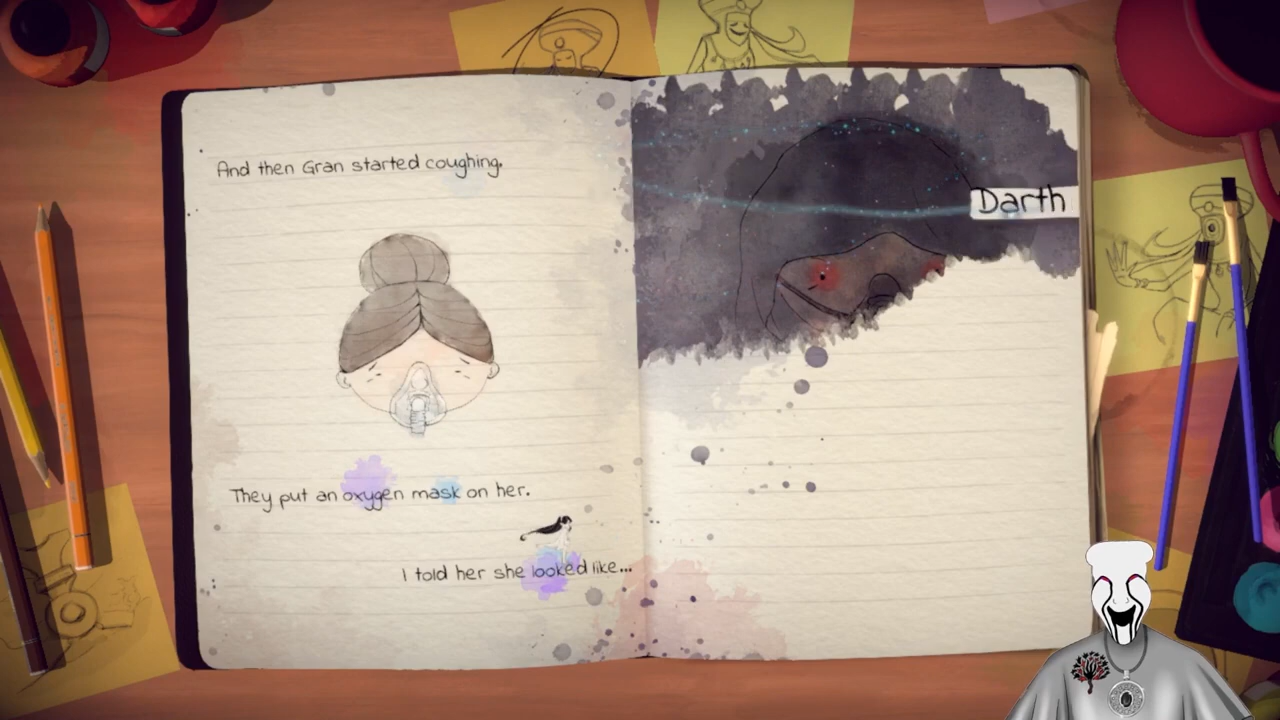 And then Gran started coughing.
They put an oxygen mask on her.
I told her she looked like...
Darth